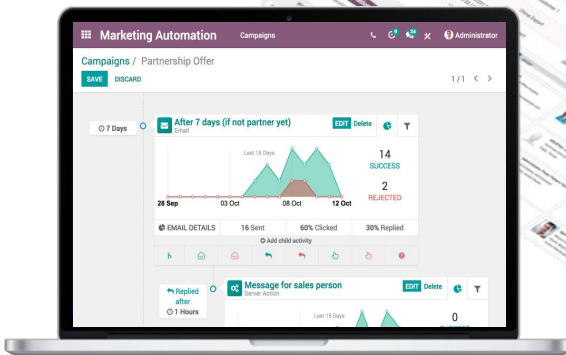 Marketing Automation Campaigns 9 24 Administrator
Campaigns / Partnership Offer
SAVE DISCARD 1 / 1
7 Days
After 7 days (if not partner yet) EDIT Delete
Email
Last 15 Days
14
SUCCESS
2
REJECTED
28 Sep 03 Oct 08 Oct 12 Oct
EMAIL DETAILS 16 Sent 60% Clicked 30% Replied
Add child activity
Replied
after
1 Hours
Message for sales person EDIT Delete
Server Action
Last 15 Days
0